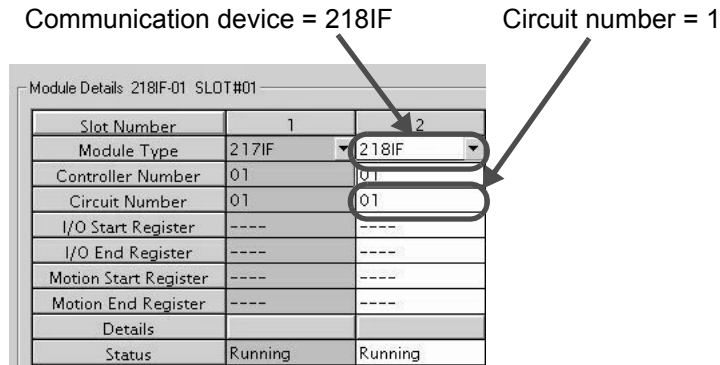 Communication device = 218IF Circuit number = 1
Module Details 218IF-01 SLOT#01
Slot Number 1 2
Module Type 217IF 218IF
Controller Number 01 01
Circuit Number 01 01
I/O Start Register ---- ----
I/O End Register ---- ----
Motion Start Register ---- ----
Motion End Register ---- ----
Details
Status Running Running